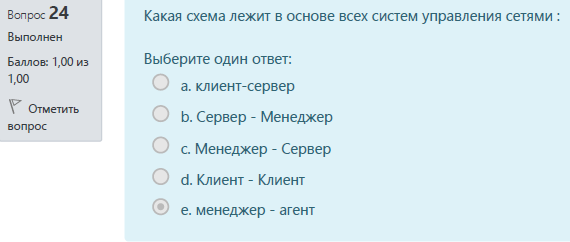 Вопрос 24
Выполнен
Баллов: 1,00 из
1,00
Отметить
вопрос
Какая схема лежит в основе всех систем управления сетями :
Выберите один ответ:
a. клиент-сервер
b. Сервер - Менеджер
c. Менеджер - Сервер
d. Клиент - Клиент
e. менеджер - агент